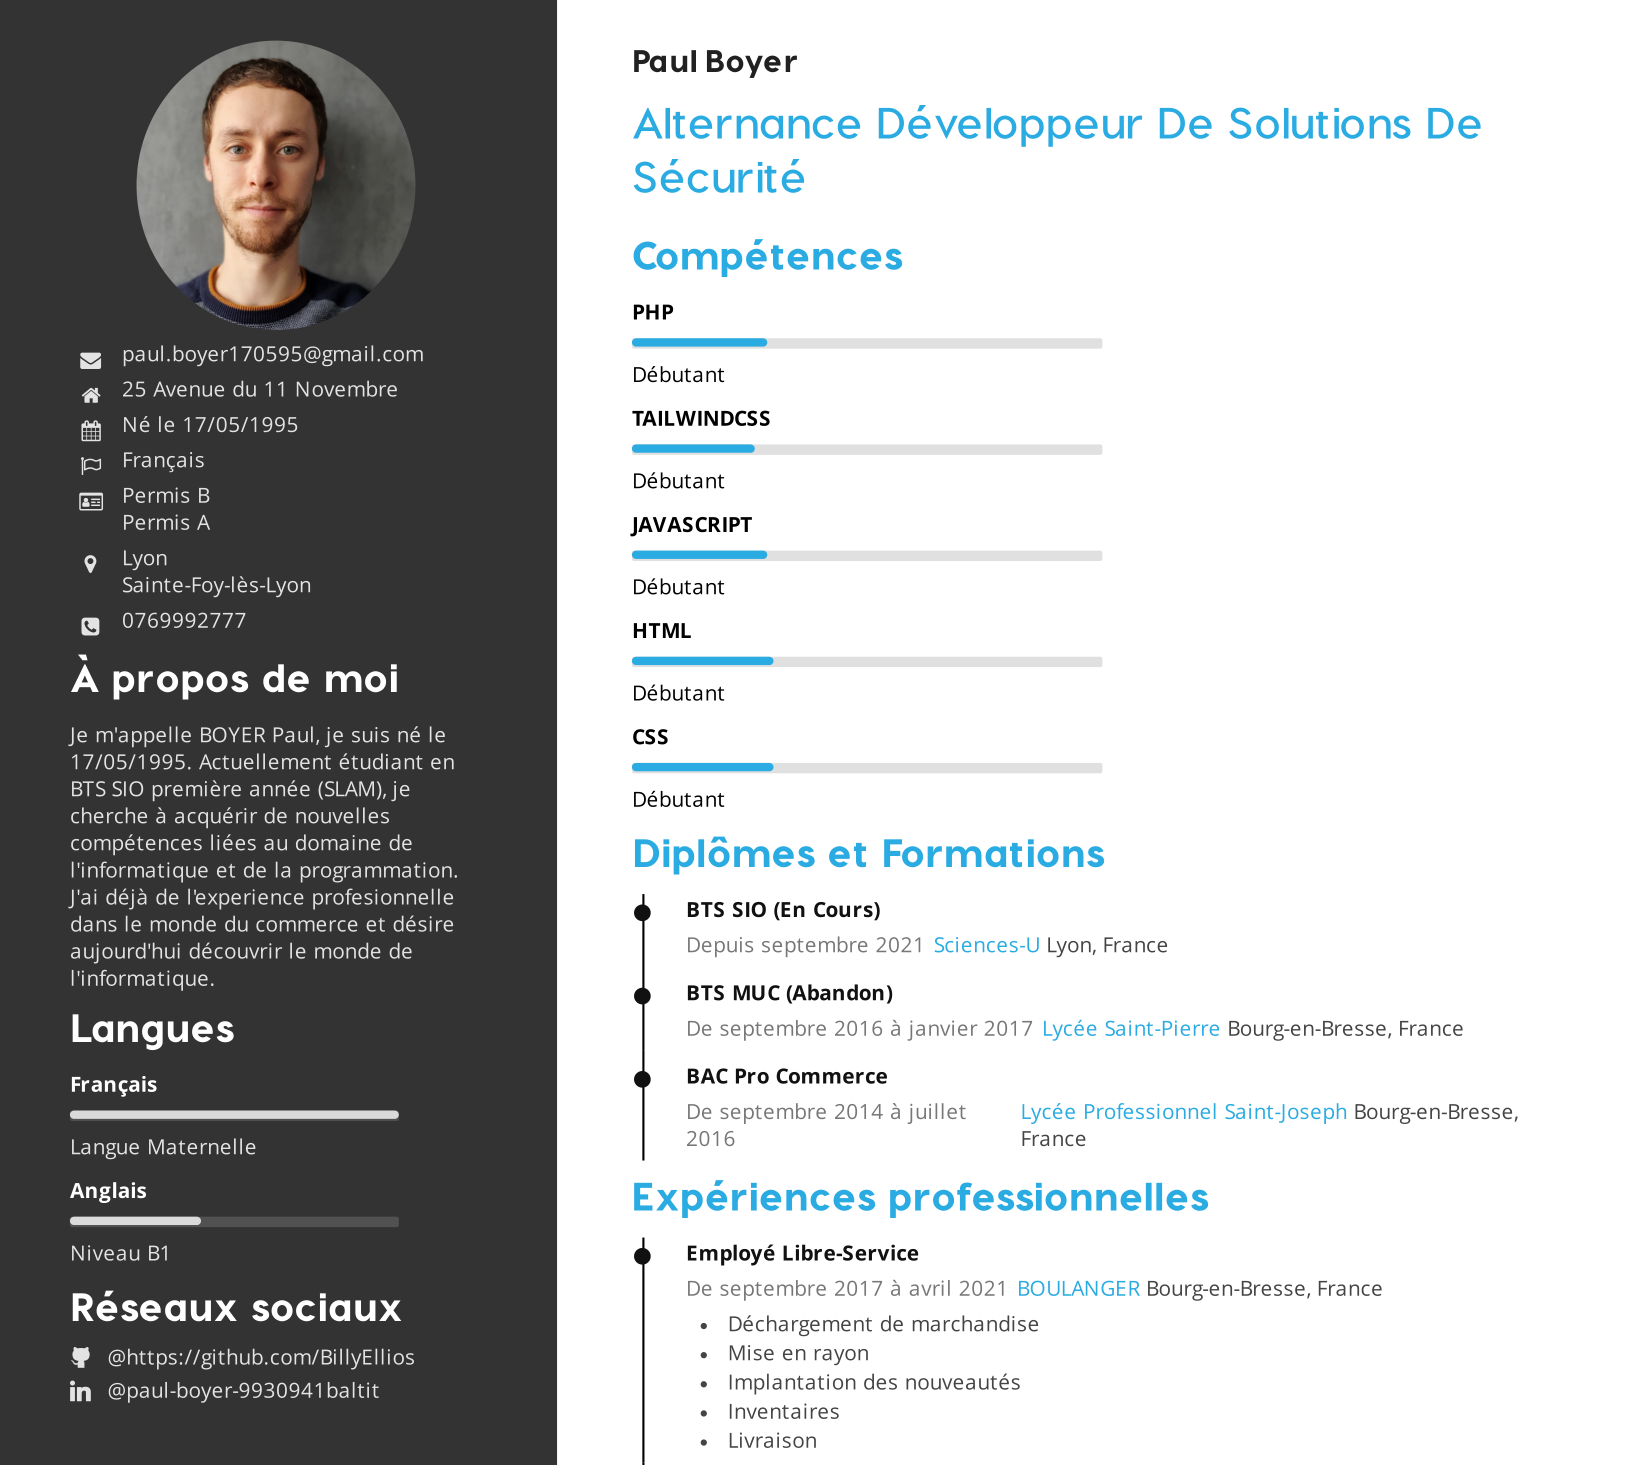 paul.boyer170595@gmail.com
25 Avenue du 11 Novembre
Né le 17/05/1995
Français
Permis B
Permis A
Lyon
Sainte-Foy-lès-Lyon
0769992777
À propos de moi
Je m'appelle BOYER Paul, je suis né le
17/05/1995. Actuellement étudiant en
BTS SIO première année (SLAM), je
cherche à acquérir de nouvelles
compétences liées au domaine de
l'informatique et de la programmation.
J'ai déjà de l'experience profesionnelle
dans le monde du commerce et désire
aujourd'hui découvrir le monde de
l'informatique.
Langues
Français
Langue Maternelle
Anglais
Niveau B1
Réseaux sociaux
@https://github.com/BillyEllios
@paul-boyer-9930941baltit
Paul Boyer
Alternance Développeur De Solutions De
Sécurité
Compétences
PHP
Débutant
TAILWINDCSS
Débutant
JAVASCRIPT
Débutant
HTML
Débutant
CSS
Débutant
Diplômes et Formations
BTS SIO (En Cours)
Depuis septembre 2021 Sciences-U Lyon, France
BTS MUC (Abandon)
De septembre 2016 à janvier 2017 Lycée Saint-Pierre Bourg-en-Bresse, France
BAC Pro Commerce
De septembre 2014 à juillet 2016
Lycée Professionnel Saint-Joseph Bourg-en-Bresse, France
Expériences professionnelles
Employé Libre-Service
De septembre 2017 à avril 2021 BOULANGER Bourg-en-Bresse, France
• Déchargement de marchandise
• Mise en rayon
• Implantation des nouveautés
• Inventaires
• Livraison